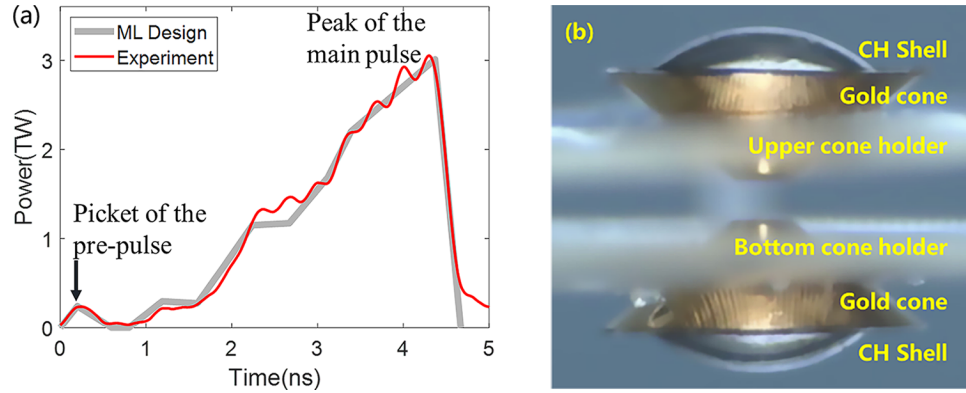 (a)
ML Design
Experiment
Peak of the
main pulse
Picket of the
pre-pulse
Power(TW)
3
2
1
0
0
1
2
3
4
5
Time(ns)
(b)
CH Shell
Gold cone
Upper cone holder
Bottom cone holder
Gold cone
CH Shell